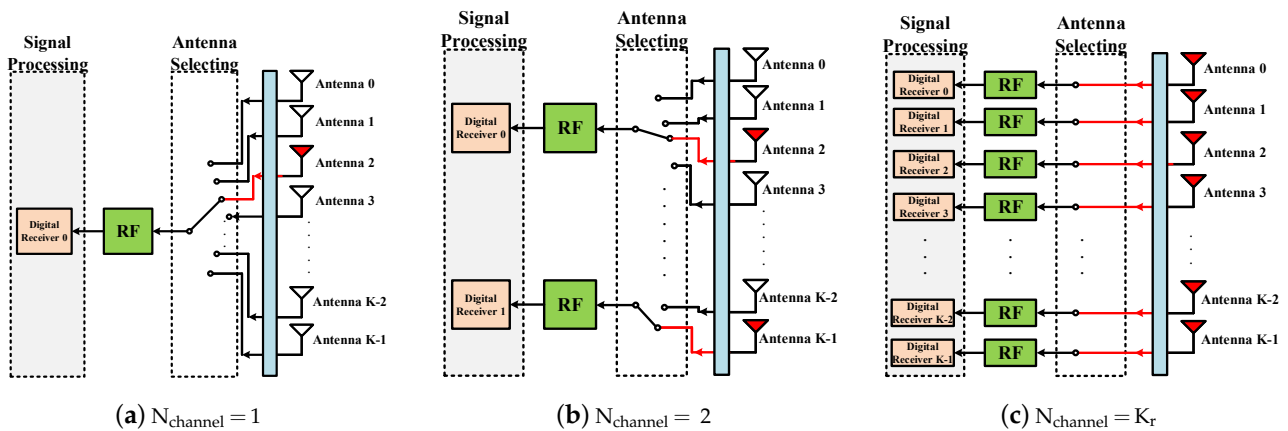 Signal
Processing
Antenna
Selecting
Antenna 0
Antenna 1
Antenna 2
Antenna 3
Digital
Receiver 0
RF
Antenna K-2
Antenna K-1
(a) Nchannel = 1
Signal
Processing
Antenna
Selecting
Antenna 0
Antenna 1
Digital
Receiver 0
RF
Antenna 2
Antenna 3
Digital
Receiver 1
RF
Antenna K-2
Antenna K-1
(b) Nchannel = 2
Signal
Processing
Antenna Selecting
Digital
Receiver 0
RF
Antenna 0
Digital
Receiver 1
RF
Antenna 1
Digital
Receiver 2
RF
Antenna 2
Digital
Receiver 3
RF
Antenna 3
Digital
Receiver K-2
RF
Antenna K-2
Digital
Receiver K-1
RF
Antenna K-1
(c) Nchannel = Kr